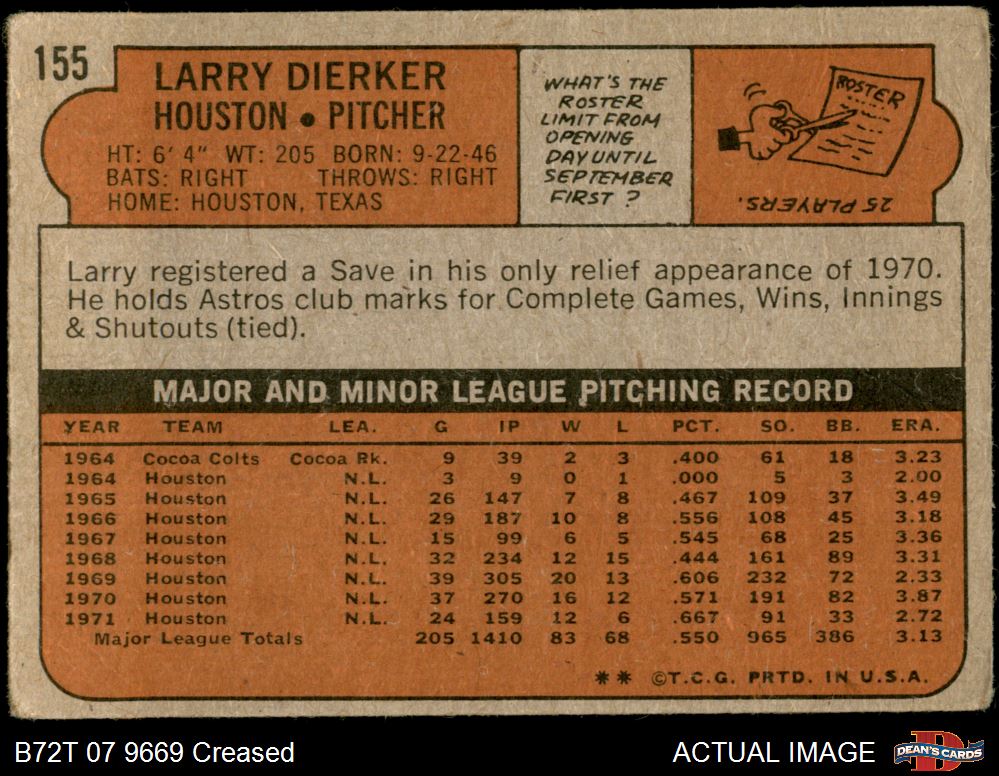 155
LARRY DIERKER
HOUSTON • PITCHER
HT: 6' 4" WT: 205 BORN: 9-22-46
BATS: RIGHT THROWS: RIGHT
HOME: HOUSTON, TEXAS
WHAT'S THE
ROSTER
LIMIT FROM
OPENING
DAY UNTIL
SEPTEMBER
FIRST ?
ROSTER
25 PLAYERS.
Larry registered a Save in his only relief appearance of 1970.
He holds Astros club marks for Complete Games, Wins, Innings
& Shutouts (tied).
MAJOR AND MINOR LEAGUE PITCHING RECORD
YEAR TEAM LEA. G IP W L PCT. SO. BB. ERA.
1964 Cocoa Colts Cocoa Rk. 9 39 2 3 .400 61 18 3.23
1964 Houston N.L. 3 9 0 1 .000 5 3 2.00
1965 Houston N.L. 26 147 7 8 .467 109 37 3.49
1966 Houston N.L. 29 187 10 8 .556 108 45 3.18
1967 Houston N.L. 15 99 6 5 .545 68 25 3.36
1968 Houston N.L. 32 234 12 15 .444 161 89 3.31
1969 Houston N.L. 39 305 20 13 .606 232 72 2.33
1970 Houston N.L. 37 270 16 12 .571 191 82 3.87
1971 Houston N.L. 24 159 12 6 .667 91 33 2.72
Major League Totals 205 1410 83 68 .550 965 386 3.13
** ©T.C.G. PRTD. IN U.S.A.
B72T 07 9669 Creased
ACTUAL IMAGE
DEAN'S CARDS